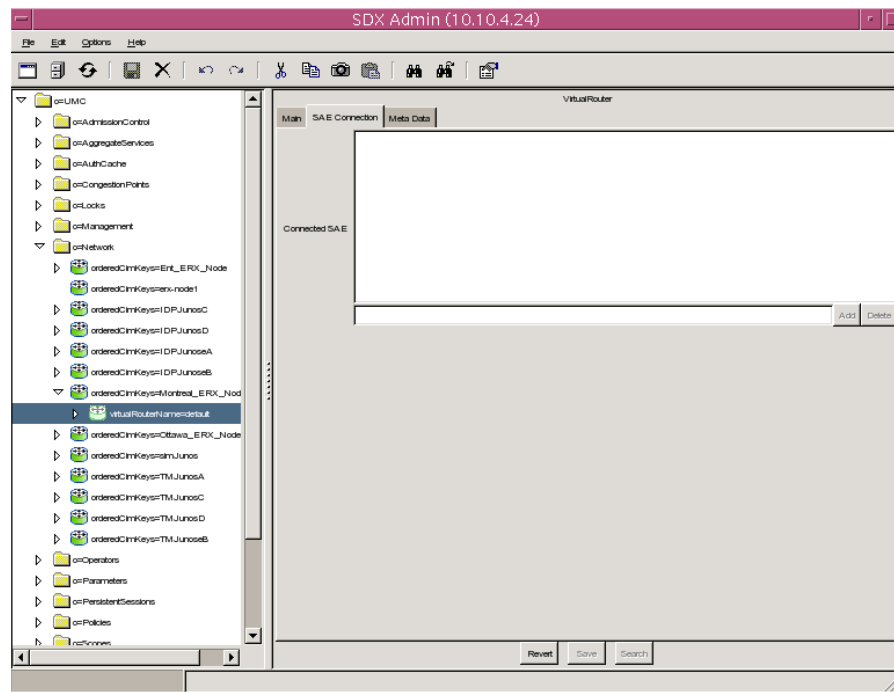 SDX Admin (10.10.4.24)
File Edit Options Help
o=UMC
o=AdmissionControl
o=AggregateServices
o=AuthCache
o=CongestionPoints
o=Locks
o=Management
o=Network
orderedCimKeys=Ent_ERX_Node
orderedCimKeys=erx-node1
orderedCimKeys=IDPJunosC
orderedCimKeys=IDPJunosD
orderedCimKeys=IDPJunoseA
orderedCimKeys=IDPJunoseB
orderedCimKeys=Montreal_ERX_Nod
virtualRouterName=default
orderedCimKeys=Ottawa_ERX_Node
orderedCimKeys=simJunos
orderedCimKeys=TMJunosA
orderedCimKeys=TMJunosC
orderedCimKeys=TMJunosD
orderedCimKeys=TMJunoseB
o=Operators
o=Parameters
o=PersistentSessions
o=Policies
o=Scopes
VirtualRouter
Main SAE Connection Meta Data
Connected SAE
Add Delete
Revert Save Search